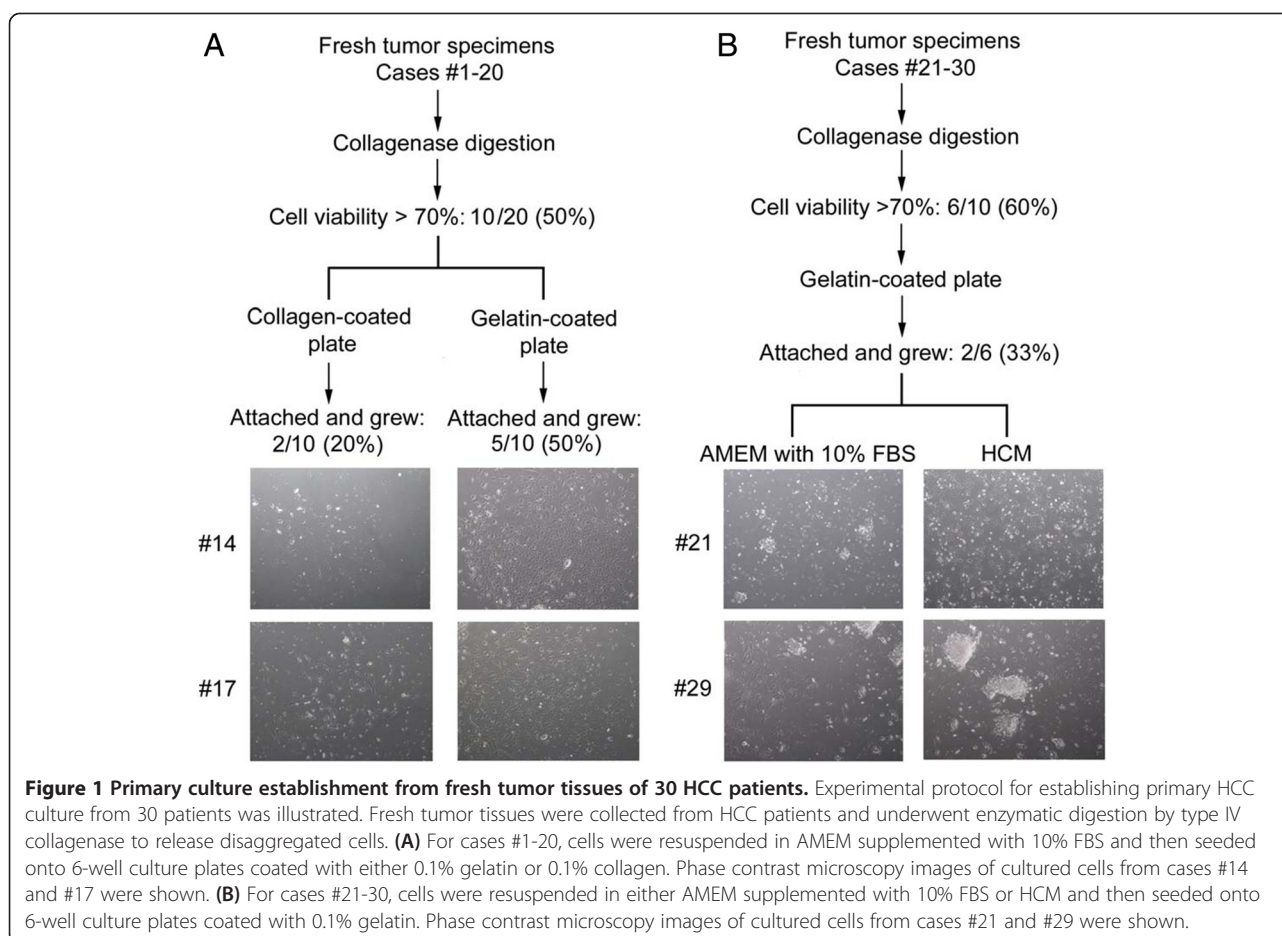 A
Fresh tumor specimens
Cases #1-20
Collagenase digestion
Cell viability > 70%: 10/20 (50%)
Collagen-coated
plate
Gelatin-coated
plate
Attached and grew:
2/10 (20%)
Attached and grew:
5/10 (50%)
#14
#17
B
Fresh tumor specimens
Cases #21-30
Collagenase digestion
Cell viability >70%: 6/10 (60%)
Gelatin-coated plate
Attached and grew: 2/6 (33%)
AMEM with 10% FBS
HCM
#21
#29
Figure 1 Primary culture establishment from fresh tumor tissues of 30 HCC patients. Experimental protocol for establishing primary HCC
culture from 30 patients was illustrated. Fresh tumor tissues were collected from HCC patients and underwent enzymatic digestion by type IV
collagenase to release disaggregated cells. (A) For cases #1-20, cells were resuspended in AMEM supplemented with 10% FBS and then seeded
onto 6-well culture plates coated with either 0.1% gelatin or 0.1% collagen. Phase contrast microscopy images of cultured cells from cases #14
and #17 were shown. (B) For cases #21-30, cells were resuspended in either AMEM supplemented with 10% FBS or HCM and then seeded onto
6-well culture plates coated with 0.1% gelatin. Phase contrast microscopy images of cultured cells from cases #21 and #29 were shown.